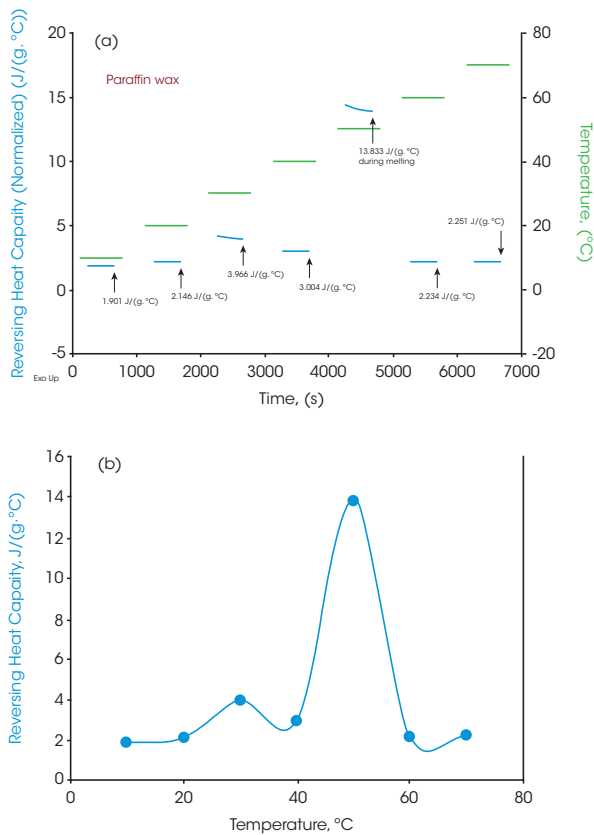 (a)
Paraffin wax
Reversing Heat Capaity (Normalized) (J/(g. °C))
20
15
10
5
0
-5
80
60
40
20
0
-20
Temperature, (°C)
13.833 J/(g. °C)
during melting
2.251 J/(g. °C)
3.966 J/(g. °C)
3.004 J/(g. °C)
1.901 J/(g. °C)
2.146 J/(g. °C)
2.234 J/(g. °C)
Exo Up
0 1000 2000 3000 4000 5000 6000 7000
Time, (s)
(b)
Reversing Heat Capacity, J/(g.°C)
16
14
12
10
8
6
4
2
0
0 20 40 60 80
Temperature, °C